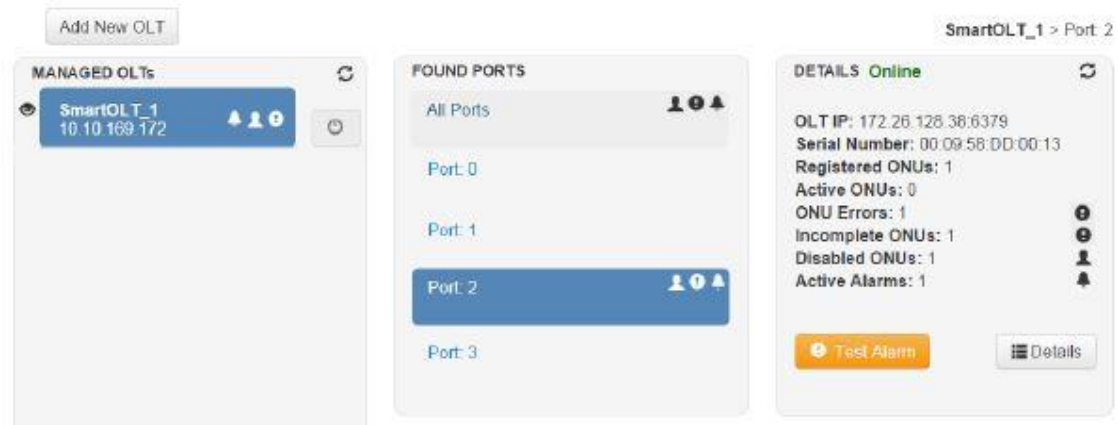 Add New OLT
SmartOLT_1 > Port: 2
MANAGED OLTs
SmartOLT_1
10.10.169.172
FOUND PORTS
All Ports
Port: 0
Port: 1
Port: 2
Port: 3
DETAILS Online
OLT IP: 172.26.128.38:6379
Serial Number: 00:09:58:DD:00:13
Registered ONUs: 1
Active ONUs: 0
ONU Errors: 1
Incomplete ONUs: 1
Disabled ONUs: 1
Active Alarms: 1
Test Alarm
Details